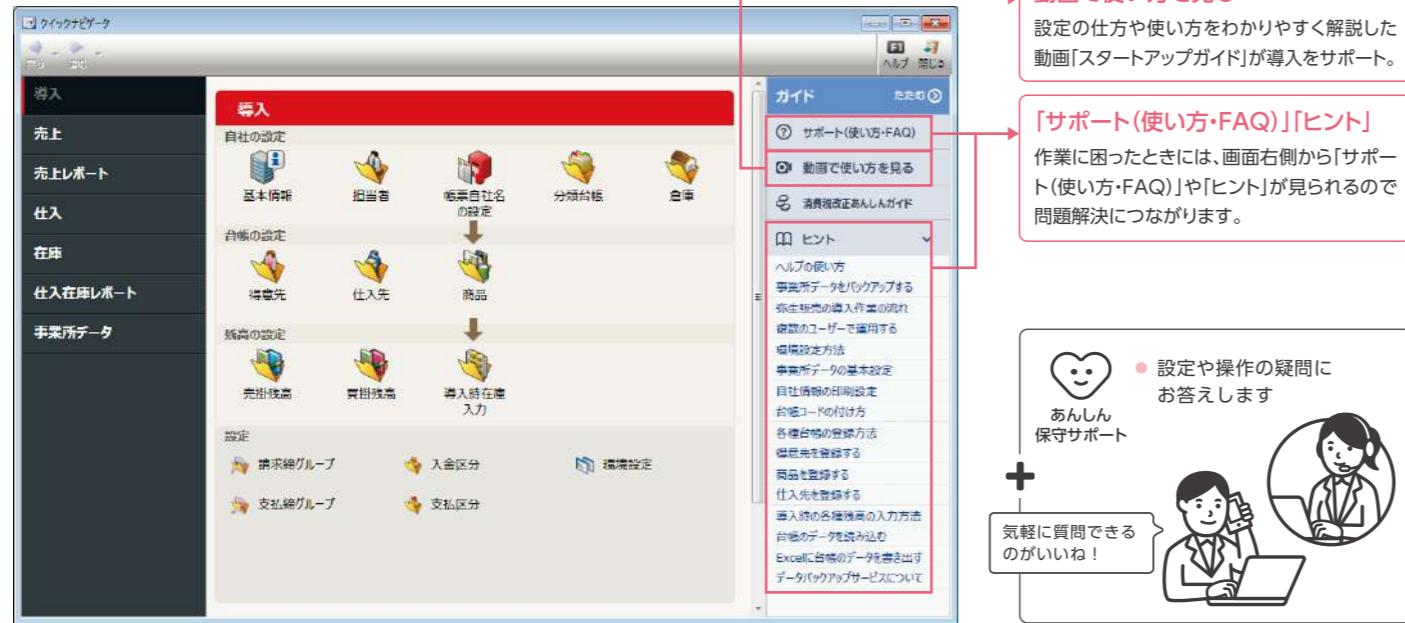 クイックナビゲータ
ヘルプ 閉じる
導入
売上
売上レポート
仕入
在庫
仕入在庫レポート
事業所データ
導入
自社の設定
基本情報
担当者
帳票自社名
の設定
分類台帳
倉庫
台帳の設定
得意先
仕入先
商品
残高の設定
売掛残高
買掛残高
導入時在庫
入力
設定
請求締グループ
入金区分
環境設定
支払締グループ
支払区分
ガイド たたむ
サポート(使い方・FAQ)
動画で使い方を見る
消費税改正あんしんガイド
ヒント
ヘルプの使い方
事業所データをバックアップする
弥生販売の導入作業の流れ
複数のユーザーで運用する
環境設定方法
事業所データの基本設定
自社情報の印刷設定
台帳コードの付け方
各種台帳の登録方法
得意先を登録する
商品を登録する
仕入先を登録する
導入時の各種残高の入力方法
台帳のデータを読み込む
Excelに台帳のデータを書き出す
データバックアップサービスについて
設定の仕方や使い方をわかりやすく解説した
動画「スタートアップガイド」が導入をサポート。
「サポート(使い方・FAQ)」「ヒント」
作業に困ったときには、画面右側から「サポー
ト(使い方・FAQ)」や「ヒント」が見られるので
問題解決につながります。
あんしん
保守サポート
● 設定や操作の疑問に
お答えします
+
気軽に質問できる
のがいいね！